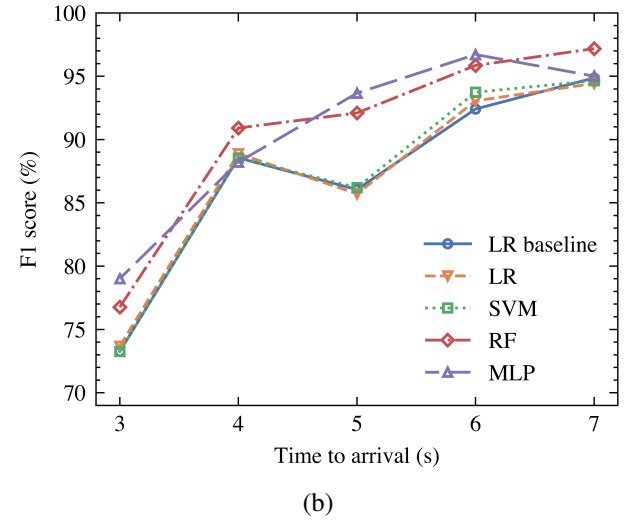 100
95
90
85
80
75
70
F1 score (%)
LR baseline
LR
SVM
RF
MLP
3 4 5 6 7
Time to arrival (s)
(b)